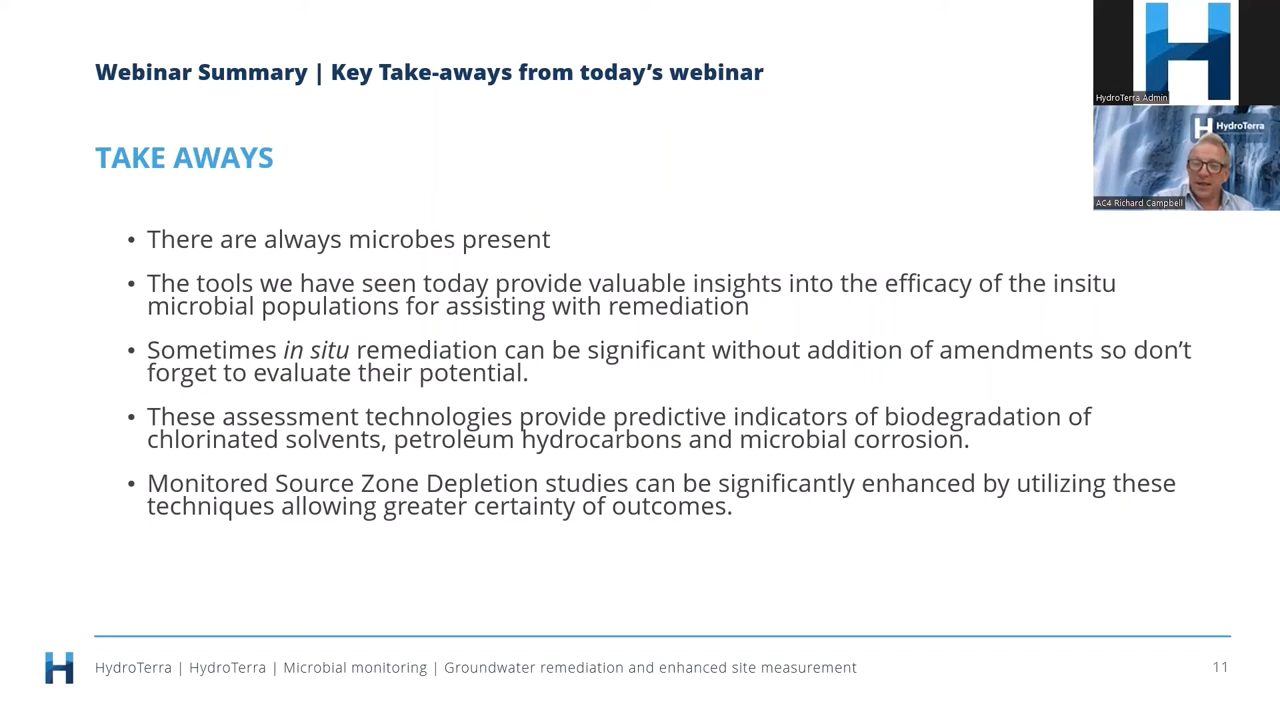 Webinar Summary | Key Take-aways from today’s webinar
HydroTerra Admin
HydroTerra
AC4 Richard Campbell
TAKE AWAYS
• There are always microbes present
• The tools we have seen today provide valuable insights into the efficacy of the insitu
microbial populations for assisting with remediation
• Sometimes in situ remediation can be significant without addition of amendments so don’t
forget to evaluate their potential.
• These assessment technologies provide predictive indicators of biodegradation of
chlorinated solvents, petroleum hydrocarbons and microbial corrosion.
• Monitored Source Zone Depletion studies can be significantly enhanced by utilizing these
techniques allowing greater certainty of outcomes.
HydroTerra | HydroTerra | Microbial monitoring | Groundwater remediation and enhanced site measurement
11